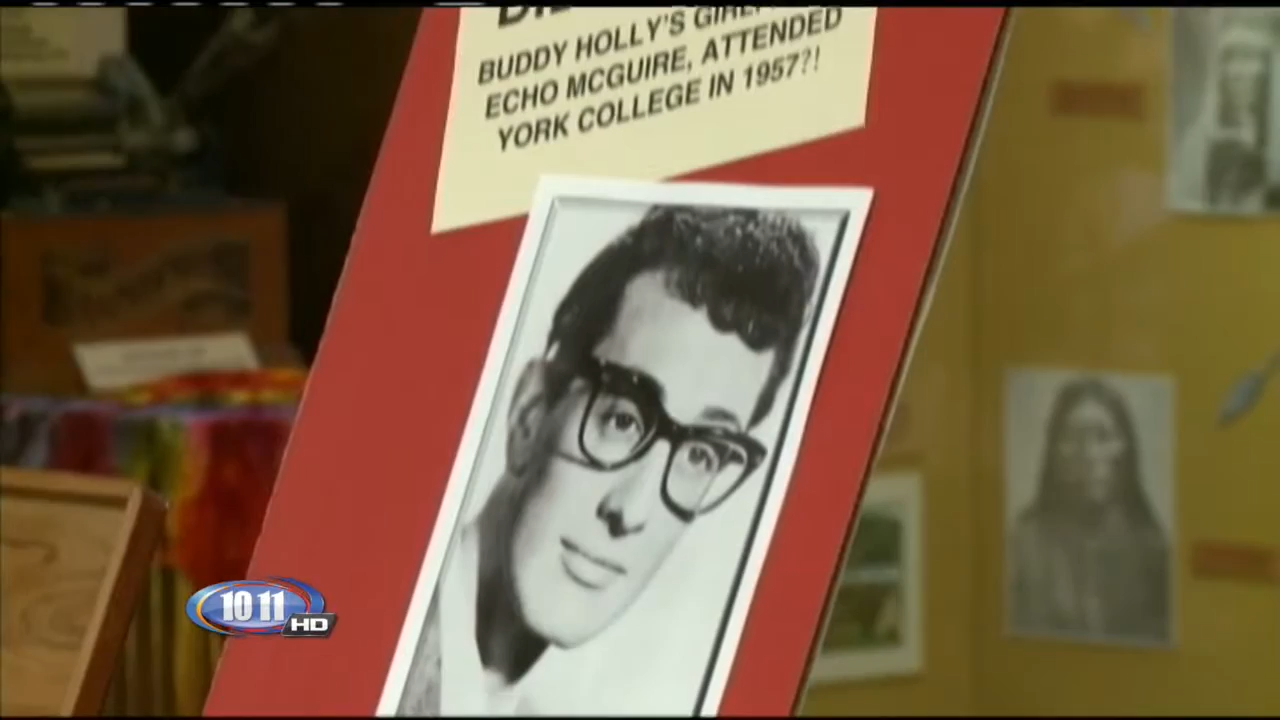 BUDDY HOLLY'S
ECHO MCGUIRE, ATTENDED
YORK COLLEGE IN 1957?!
10 11
HD